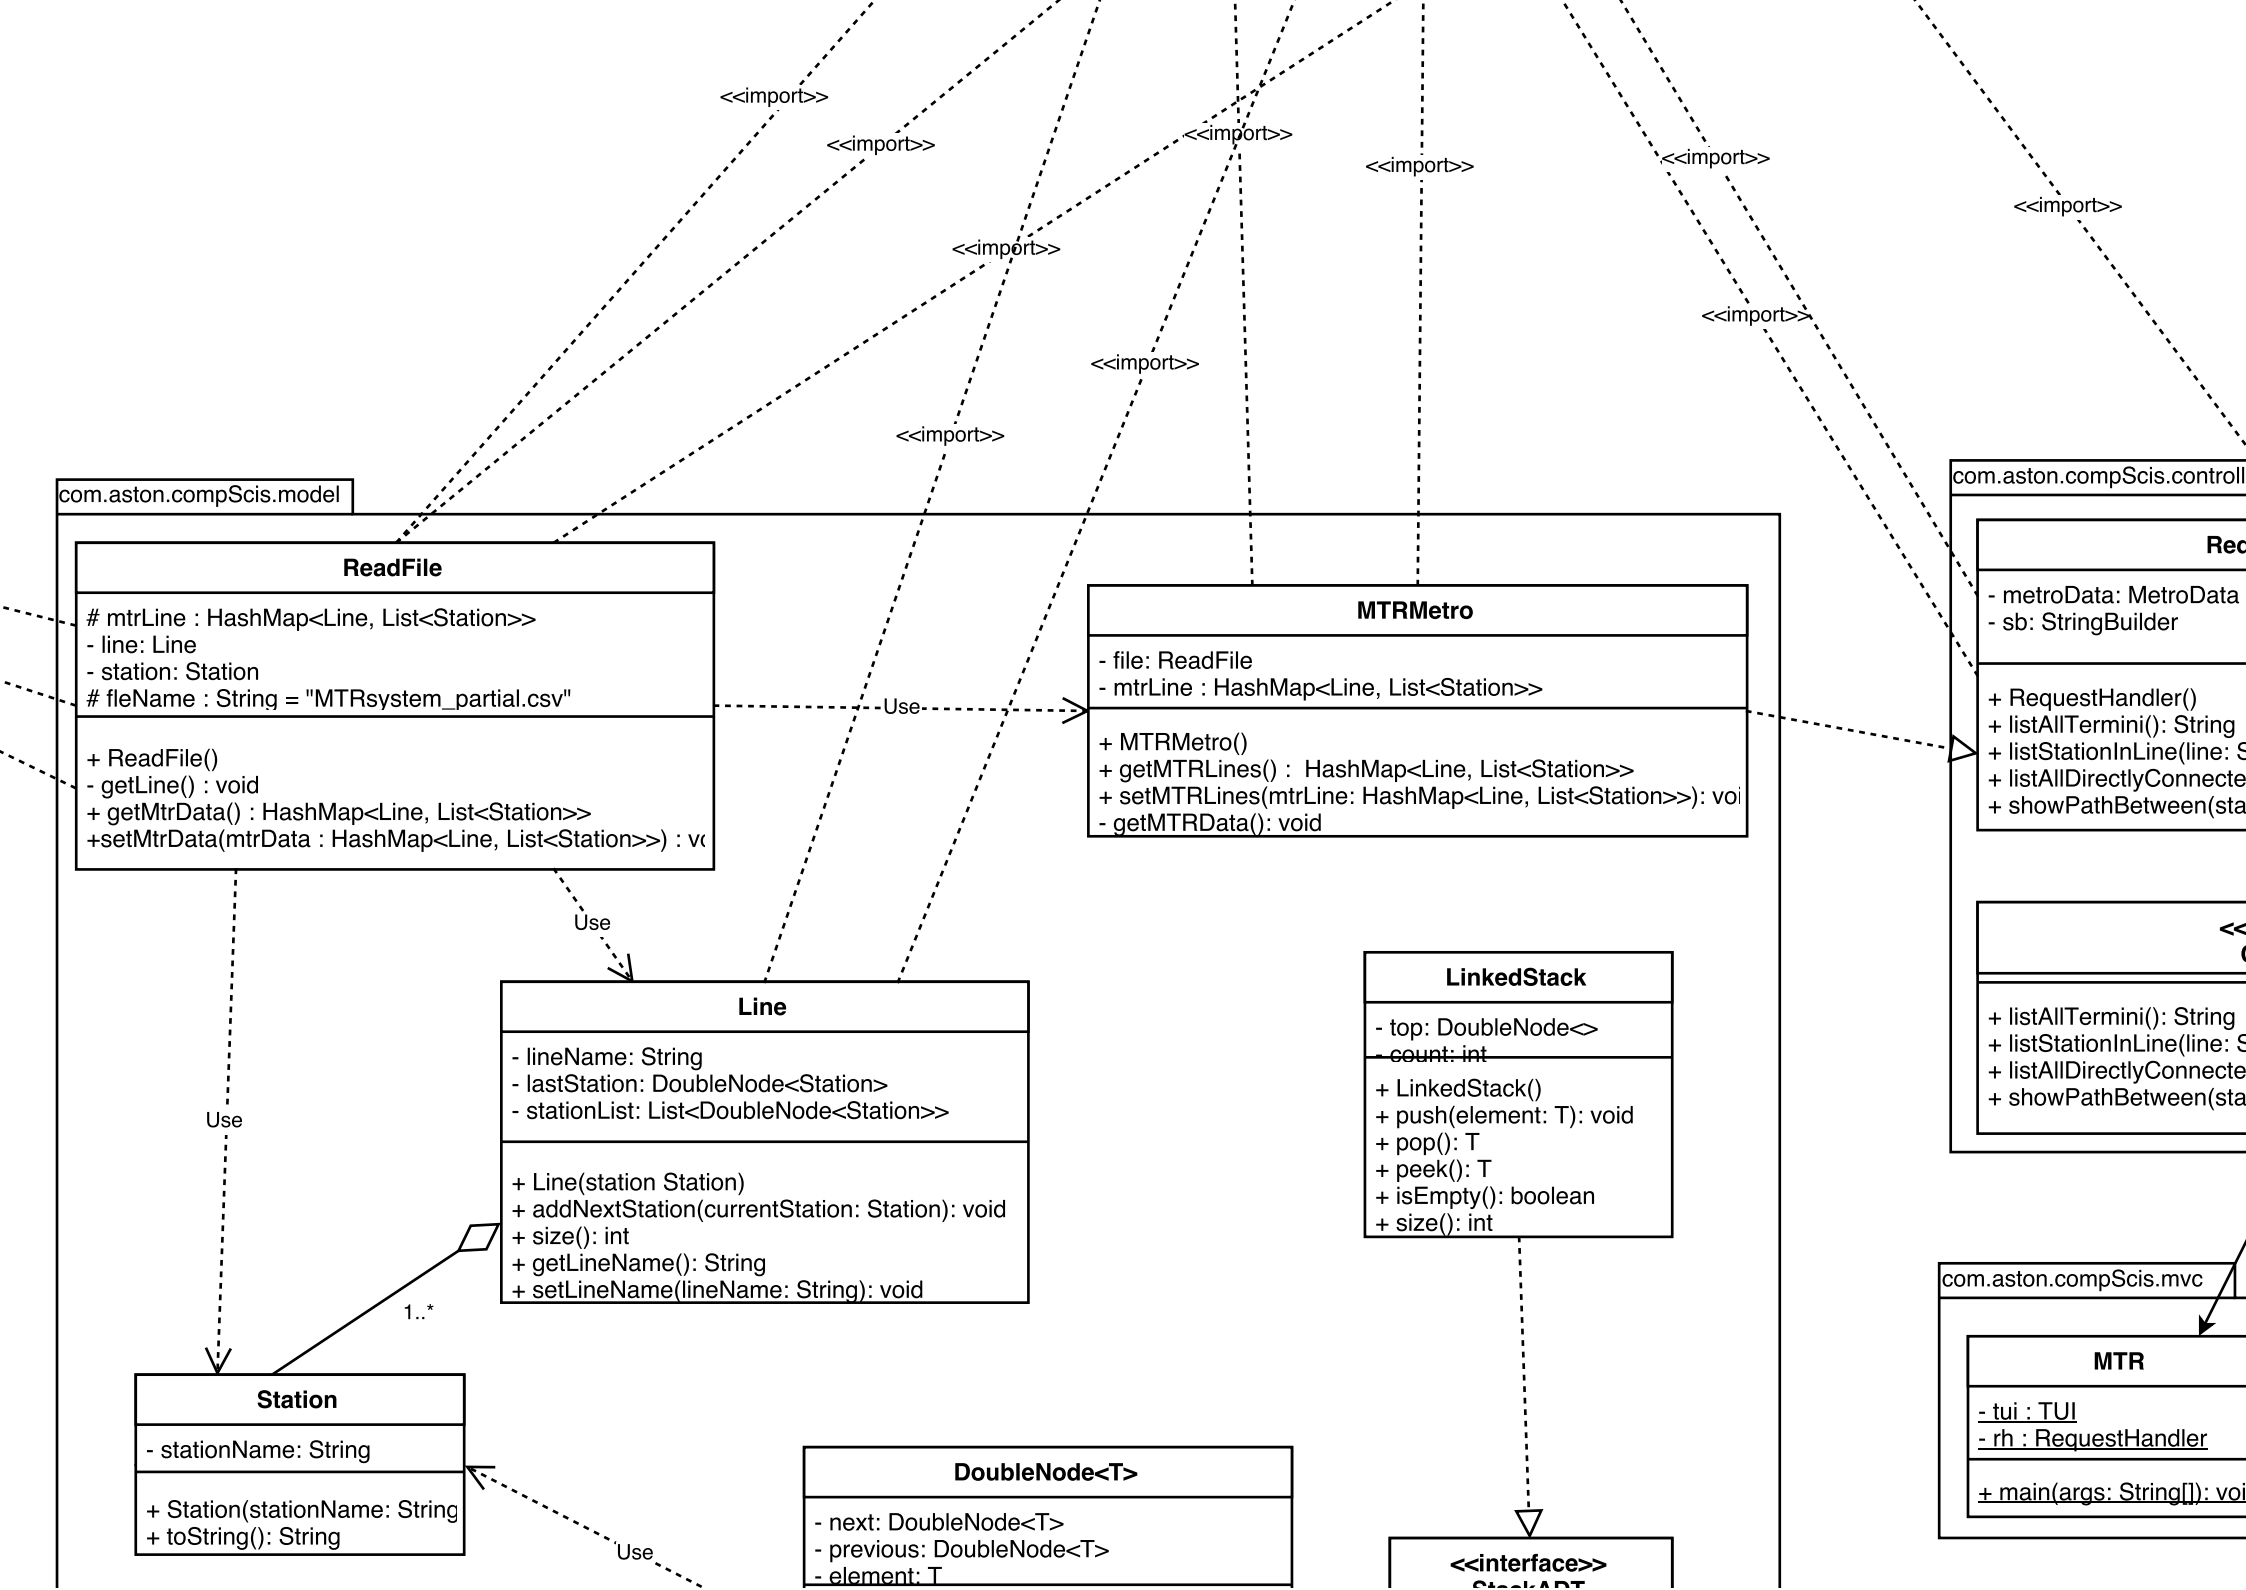 <<import>>
<<import>>
<<import>>
<<import>>
<<import>>
<<import>>
<<import>>
<<import>>
<<import>>
<<import>>
<<import>>
com.aston.compScis.model
ReadFile
# mtrLine : HashMap<Line, List<Station>>
- line: Line
- station: Station
# fleName : String = "MTRsystem_partial.csv"
+ ReadFile()
- getLine() : void
+ getMtrData() : HashMap<Line, List<Station>>
+setMtrData(mtrData : HashMap<Line, List<Station>>) : vo
Use
MTRMetro
- file: ReadFile
- mtrLine : HashMap<Line, List<Station>>
+ MTRMetro()
+ getMTRLines() :  HashMap<Line, List<Station>>
+ setMTRLines(mtrLine: HashMap<Line, List<Station>>): voi
- getMTRData(): void
com.aston.compScis.controll
Req
- metroData: MetroData
- sb: StringBuilder
+ RequestHandler()
+ listAllTermini(): String
+ listStationInLine(line: S
+ listAllDirectlyConnecte
+ showPathBetween(sta
<<
+ listAllTermini(): String
+ listStationInLine(line: S
+ listAllDirectlyConnecte
+ showPathBetween(sta
Use
Use
Line
- lineName: String
- lastStation: DoubleNode<Station>
- stationList: List<DoubleNode<Station>>
+ Line(station Station)
+ addNextStation(currentStation: Station): void
+ size(): int
+ getLineName(): String
+ setLineName(lineName: String): void
LinkedStack
- top: DoubleNode<>
- count: int
+ LinkedStack()
+ push(element: T): void
+ pop(): T
+ peek(): T
+ isEmpty(): boolean
+ size(): int
1..*
Station
- stationName: String
+ Station(stationName: String
+ toString(): String
Use
DoubleNode<T>
- next: DoubleNode<T>
- previous: DoubleNode<T>
- element: T
<<interface>>
StackADT
com.aston.compScis.mvc
MTR
- tui : TUI
- rh : RequestHandler
+ main(args: String[]): voi